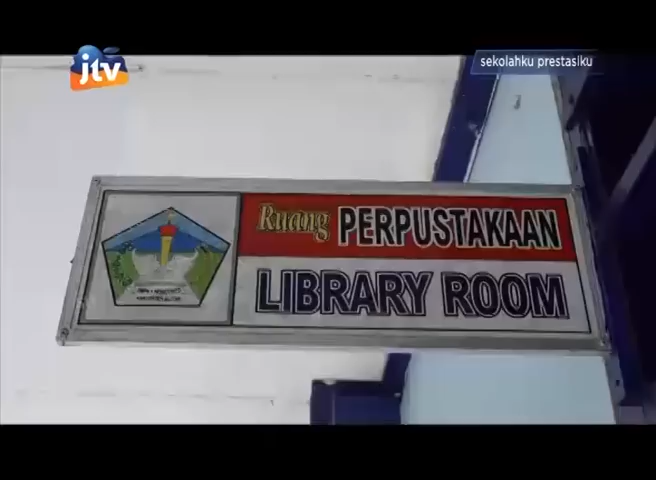 jtv
sekolahku prestasiku
Ruang PERPUSTAKAAN
LIBRARY ROOM